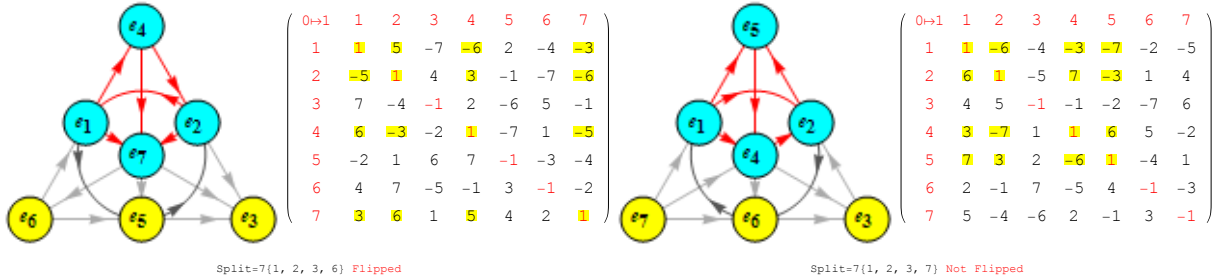 e4
e1
e2
e7
e6
e5
e3
0↦1 1 2 3 4 5 6 7
1 1 5 -7 -6 2 -4 -3
2 -5 1 4 3 -1 -7 -6
3 7 -4 -1 2 -6 5 -1
4 6 -3 -2 1 -7 1 -5
5 -2 1 6 7 -1 -3 -4
6 4 7 -5 -1 3 -1 -2
7 3 6 1 5 4 2 1
Split=7{1, 2, 3, 6} Flipped
e5
e1
e2
e4
e7
e6
e3
0↦1 1 2 3 4 5 6 7
1 1 -6 -4 -3 -7 -2 -5
2 6 1 -5 7 -3 1 4
3 4 5 -1 -1 -2 -7 6
4 3 -7 1 1 6 5 -2
5 7 3 2 -6 1 -4 1
6 2 -1 7 -5 4 -1 -3
7 5 -4 -6 2 -1 3 -1
Split=7{1, 2, 3, 7} Not Flipped